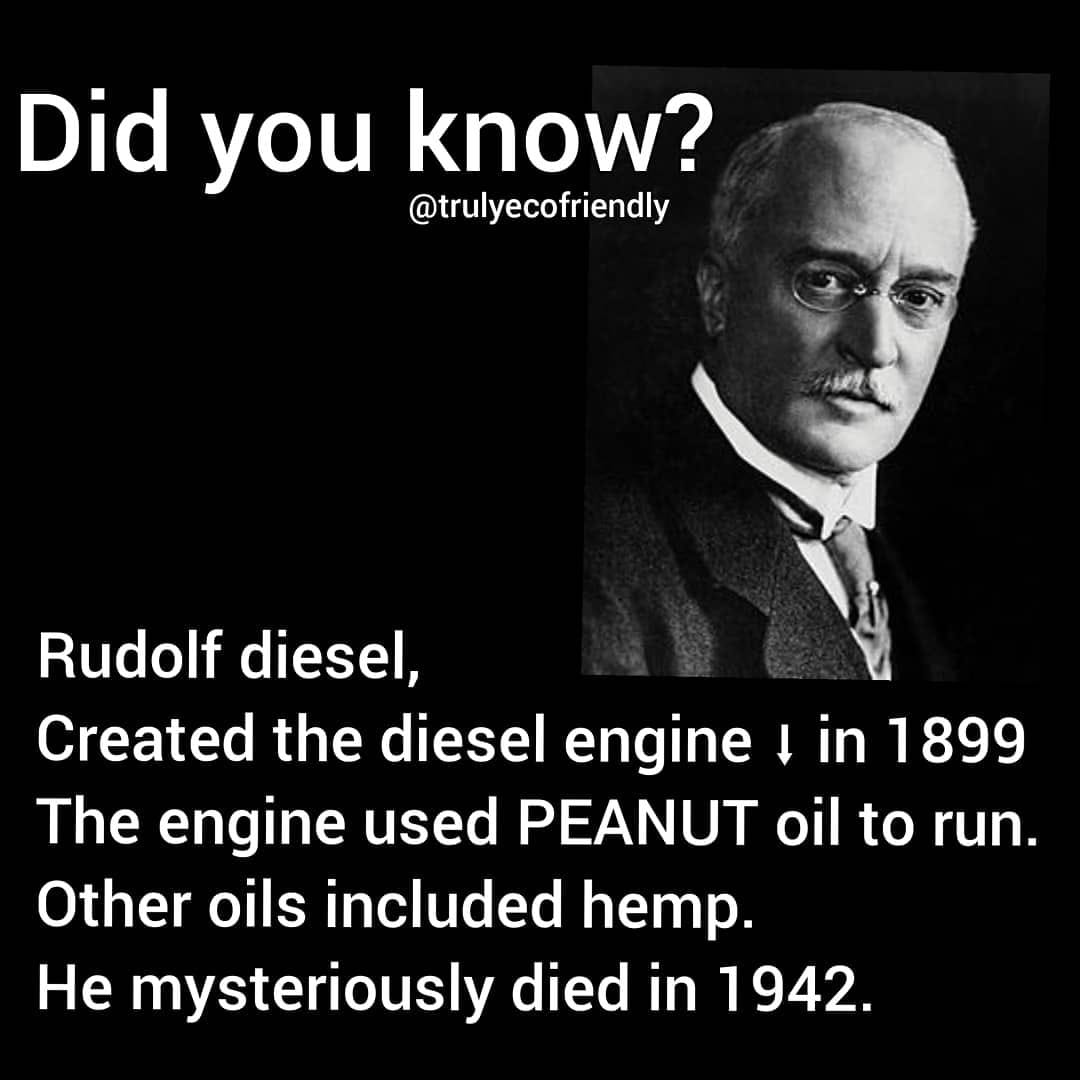 Did you know?
@trulyecofriendly
Rudolf diesel,
Created the diesel engine ↓ in 1899
The engine used PEANUT oil to run.
Other oils included hemp.
He mysteriously died in 1942.